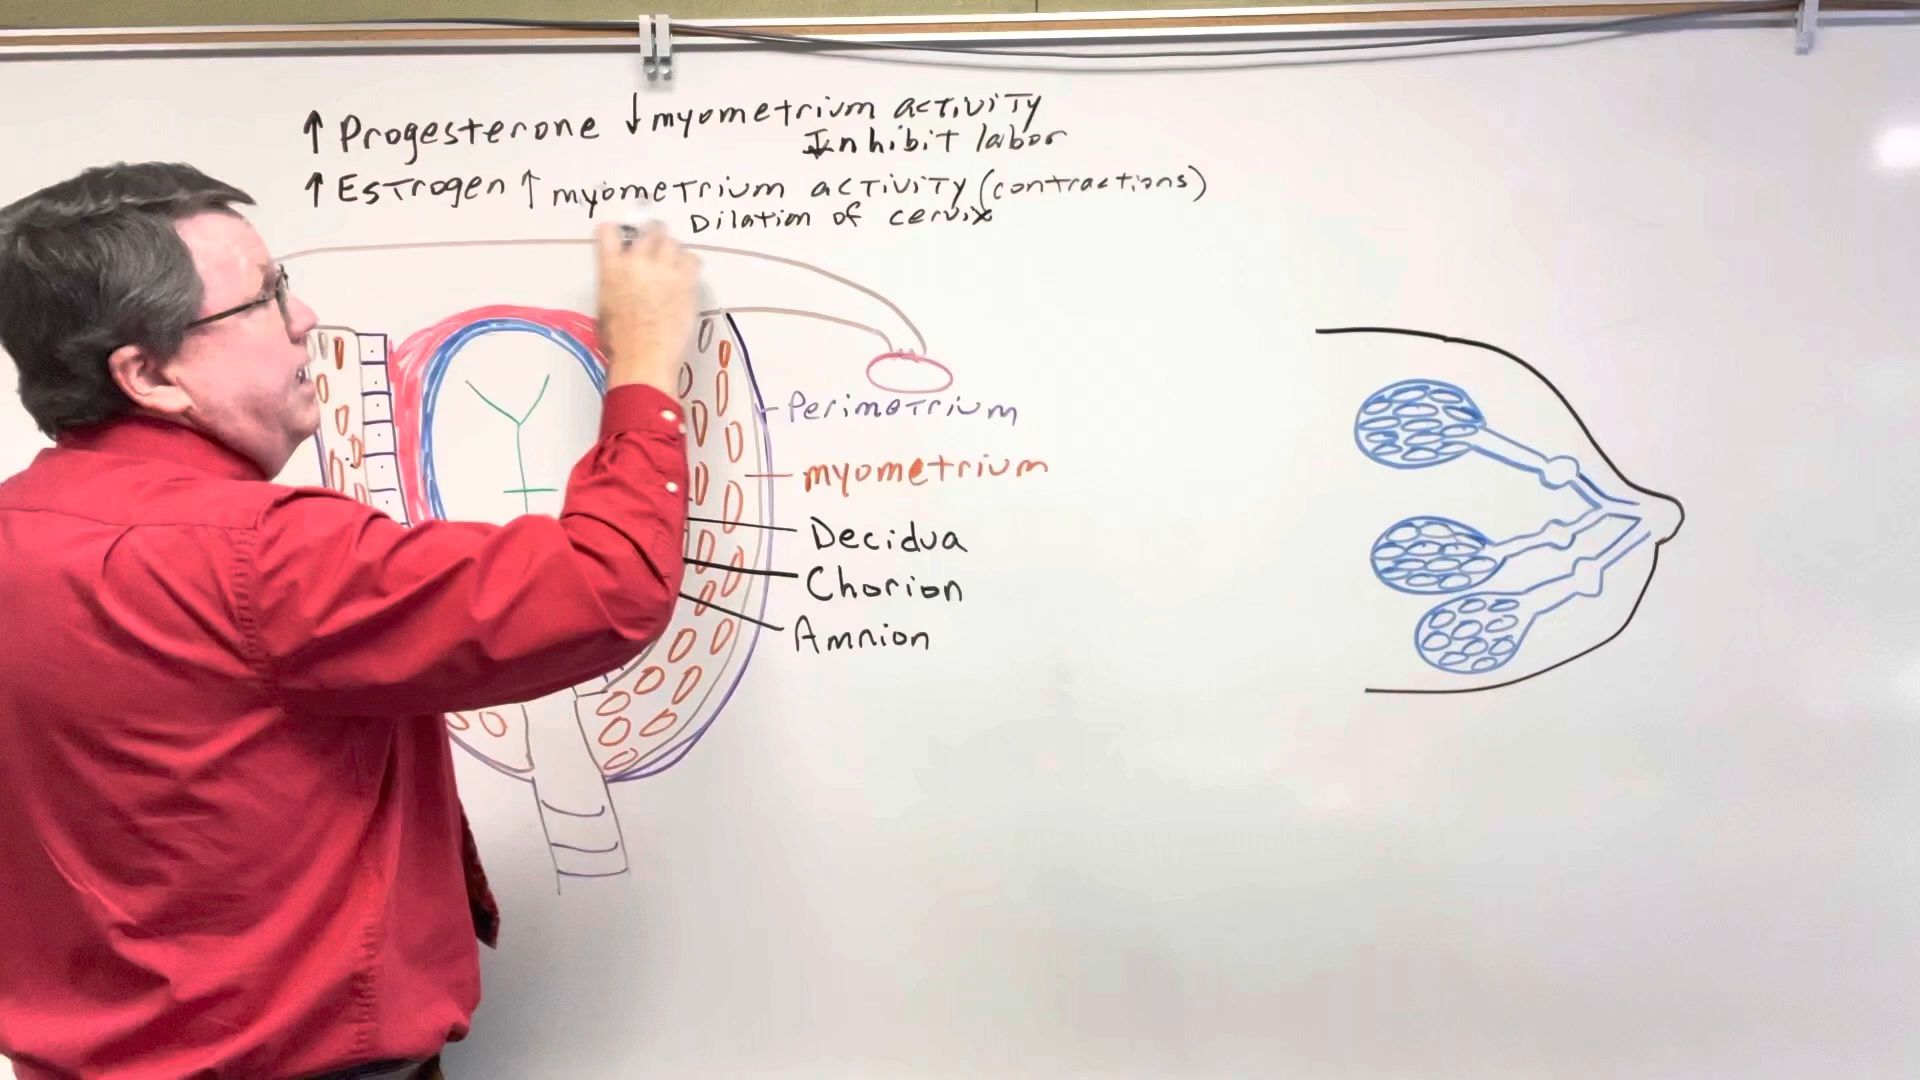 ↑ Progesterone ↓ myometrium activity
Inhibit labor
↑ Estrogen ↑ myometrium activity (contractions)
Dilation of cervix
Perimetrium
myometrium
Decidua
Chorion
Amnion